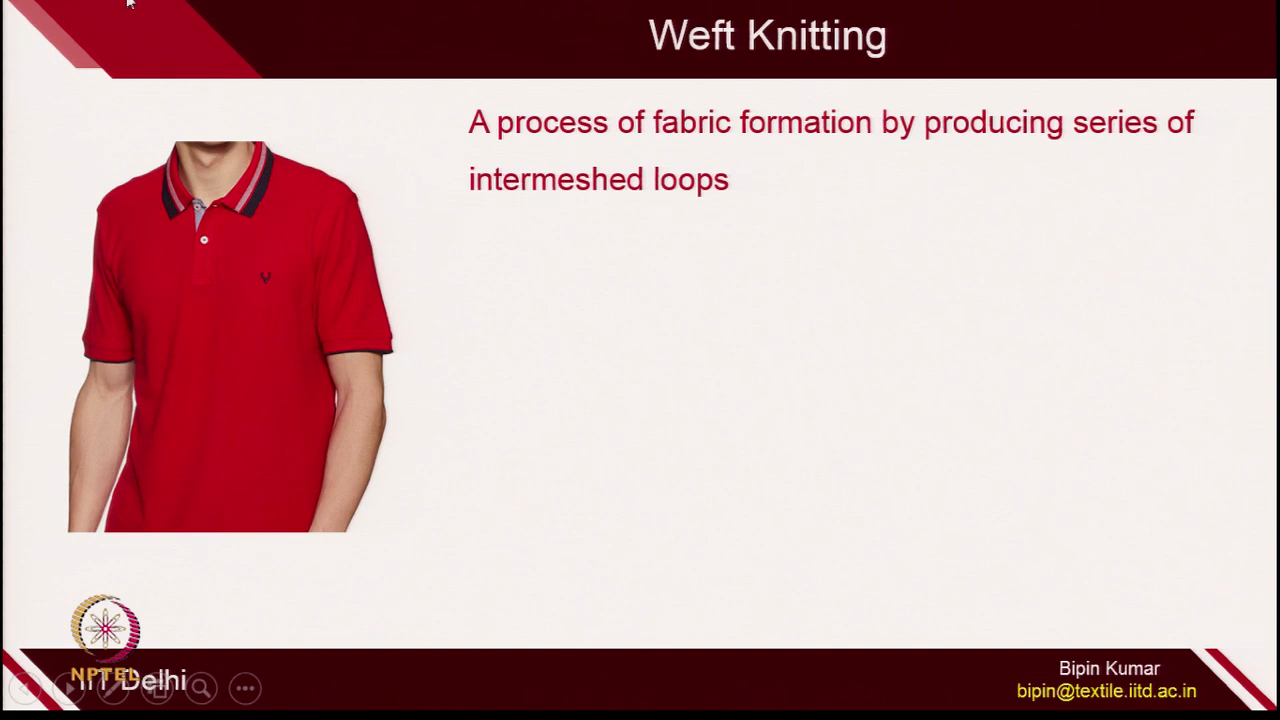 Weft Knitting
A process of fabric formation by producing series of
intermeshed loops
NPTEL
IIT Delhi
Bipin Kumar
bipin@textile.iitd.ac.in